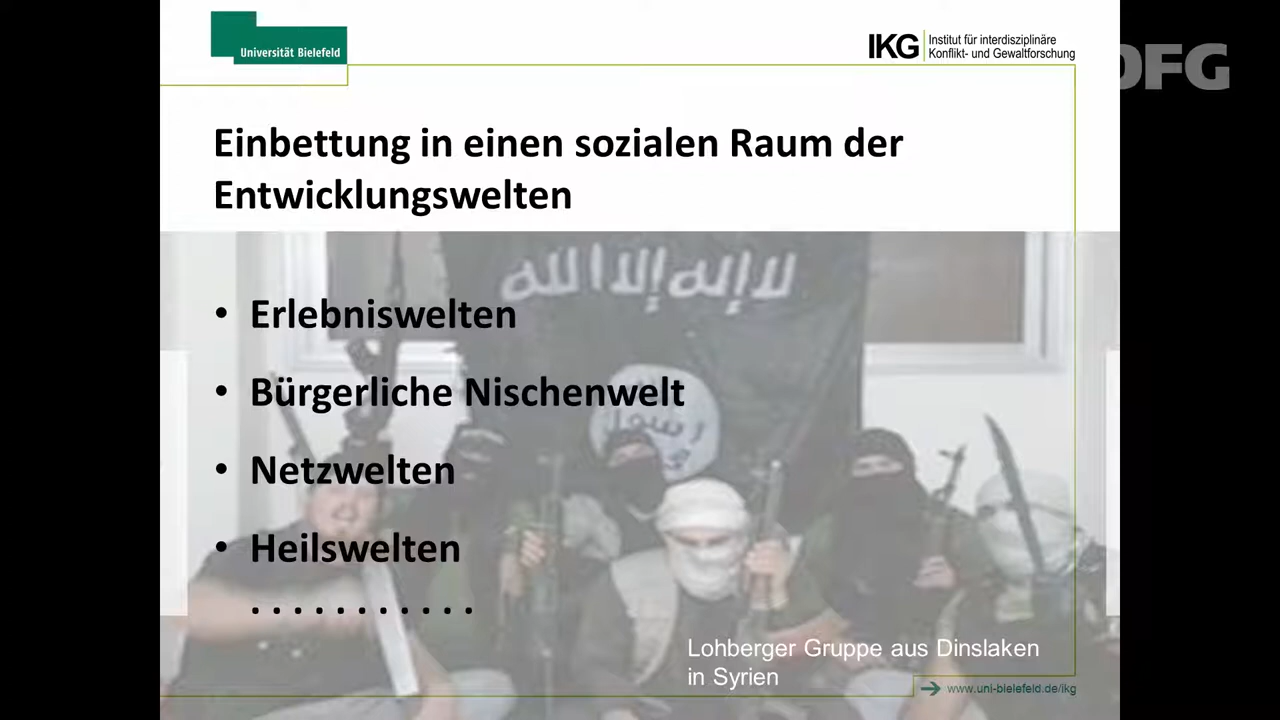 Universität Bielefeld
IKG Institut für interdisziplinäre
Konflikt- und Gewaltforschung
DFG
Einbettung in einen sozialen Raum der
Entwicklungswelten
لا إله إلا الله
رسول
• Erlebniswelten
• Bürgerliche Nischenwelt
• Netzwelten
• Heilswelten
. . . . . . . . . . .
Lohberger Gruppe aus Dinslaken
in Syrien
www.uni-bielefeld.de/ikg